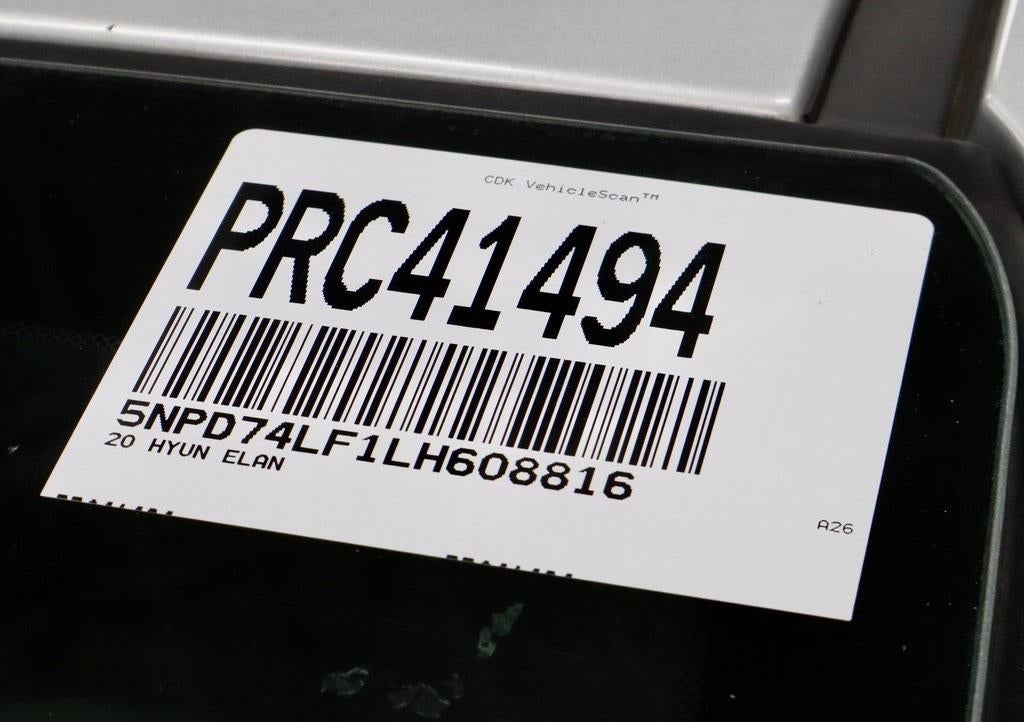 CDK VehicleScan™
PRC41494
5NPD74LF1LH608816
20 HYUN ELAN
A26